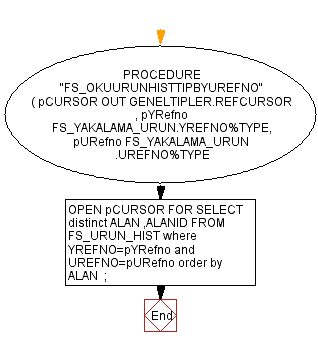 PROCEDURE
"FS_OKUURUNHISTTIPBYUREFNO"
( pCURSOR OUT GENELTIPLER.REFCURSOR
, pYRefno
FS_YAKALAMA_URUN.YREFNO%TYPE,
pURefno FS_YAKALAMA_URUN
.UREFNO%TYPE
OPEN pCURSOR FOR SELECT
distinct ALAN ,ALANID FROM
FS_URUN_HIST where
YREFNO=pYRefno and
UREFNO=pURefno order by
ALAN  ;
End